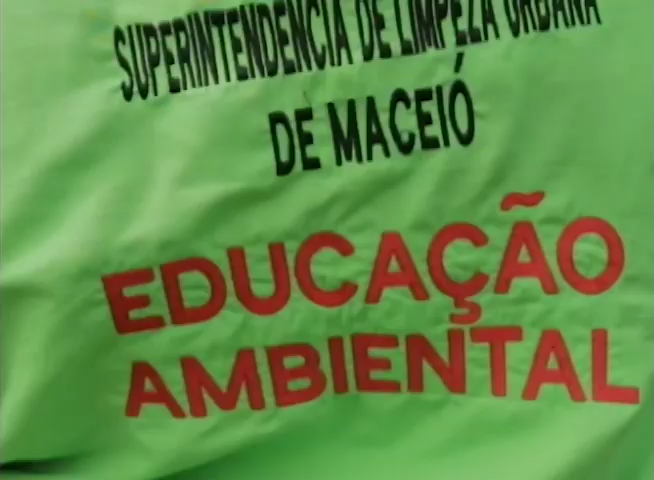 SUPERINTENDENCIA DE LIMPEZA URBANA
DE MACEIÓ
EDUCAÇÃO
AMBIENTAL